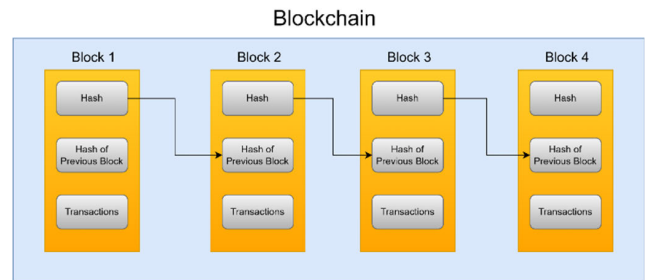 Blockchain
Block 1
Hash
Hash of
Previous Block
Transactions
Block 2
Hash
Hash of
Previous Block
Transactions
Block 3
Hash
Hash of
Previous Block
Transactions
Block 4
Hash
Hash of
Previous Block
Transactions